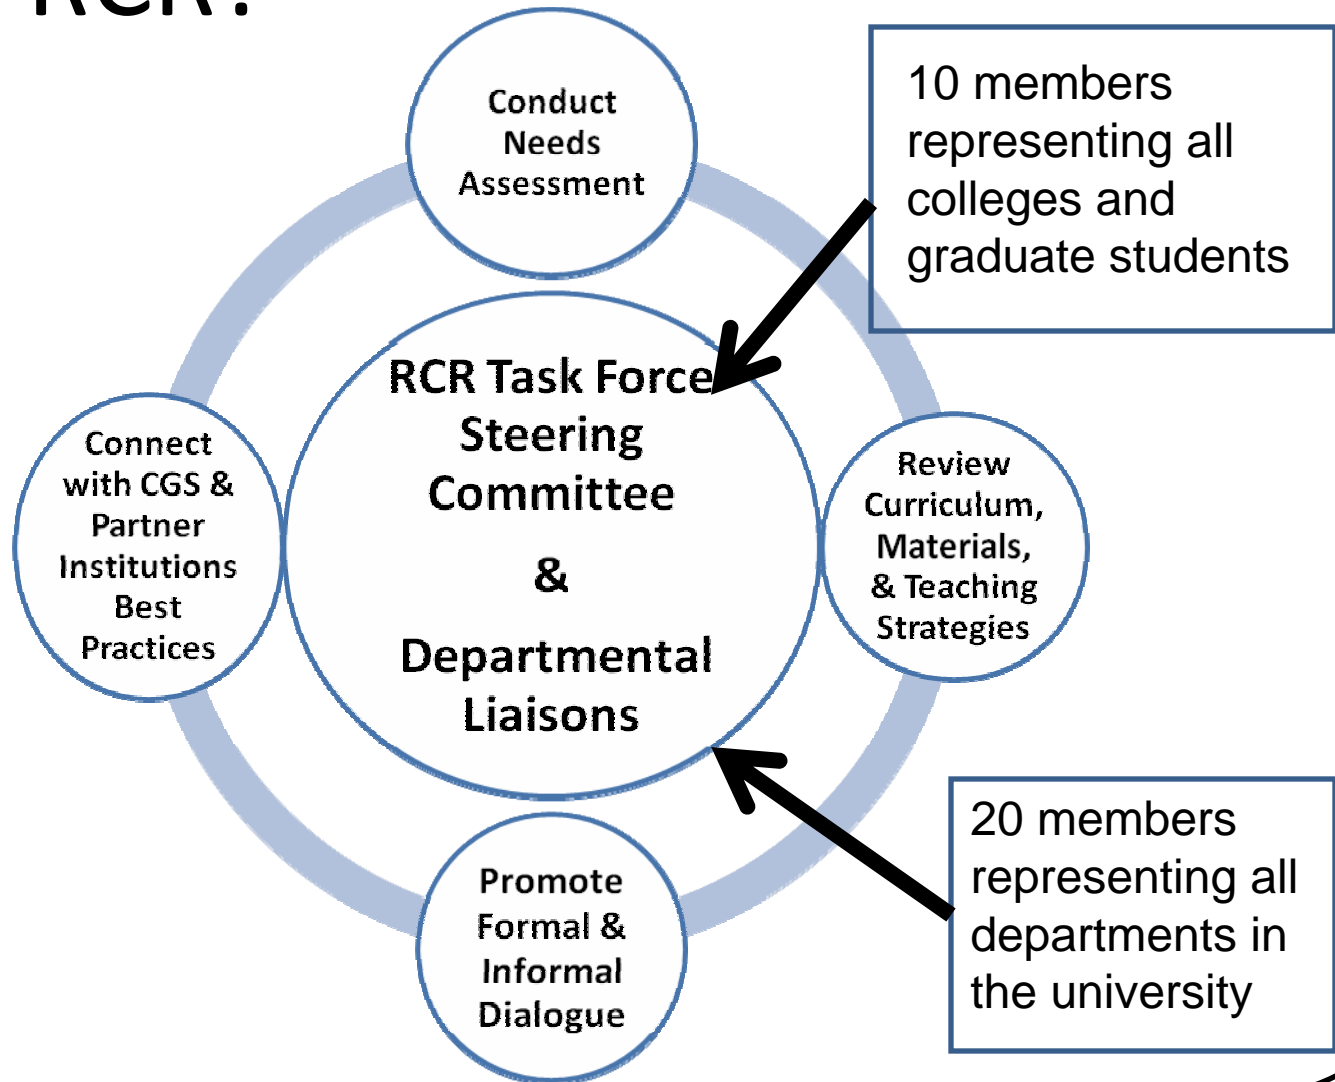 RCR?
Conduct
Needs
Assessment
10 members
representing all
colleges and
graduate students
RCR Task Force
Steering
Committee
&
Departmental
Liaisons
Connect
with CGS &
Partner
Institutions
Best
Practices
Review
Curriculum,
Materials,
& Teaching
Strategies
Promote
Formal &
Informal
Dialogue
20 members
representing all
departments in
the university